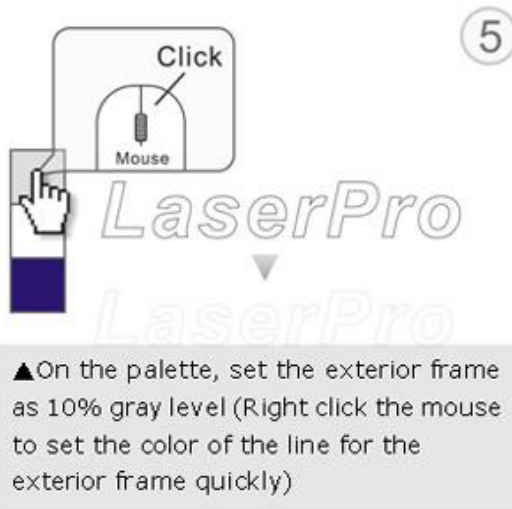 5
Click
Mouse
LaserPro
LaserPro
▲On the palette, set the exterior frame
as 10% gray level (Right click the mouse
to set the color of the line for the
exterior frame quickly)